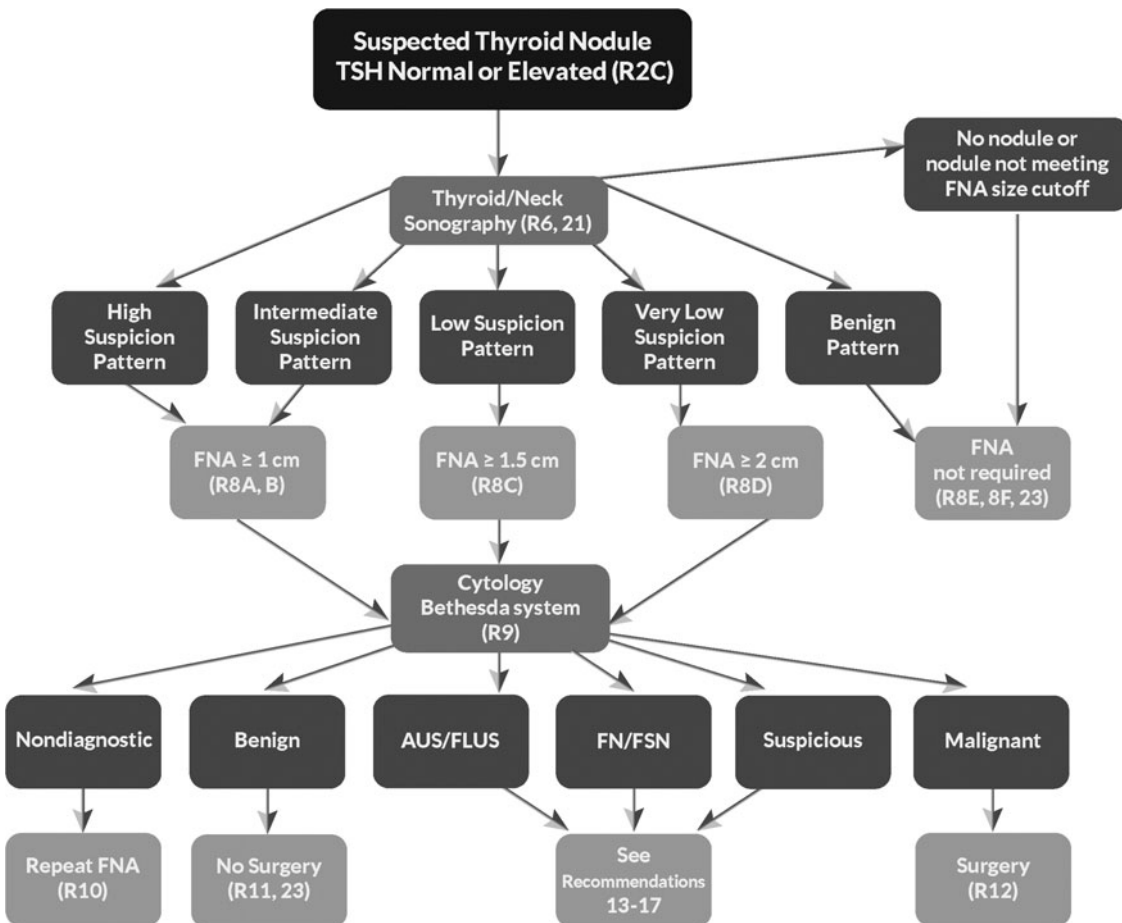 Suspected Thyroid Nodule
TSH Normal or Elevated (R2C)
No nodule or
nodule not meeting
FNA size cutoff
Thyroid/Neck
Sonography (R6, 21)
High
Suspicion
Pattern
Intermediate
Suspicion
Pattern
Low Suspicion
Pattern
Very Low
Suspicion
Pattern
Benign
Pattern
FNA ≥ 1 cm
(R8A, B)
FNA ≥ 1.5 cm
(R8C)
FNA ≥ 2 cm
(R8D)
FNA
not required
(R8E, 8F, 23)
Cytology
Bethesda system
(R9)
Nondiagnostic
Benign
AUS/FLUS
FN/FSN
Suspicious
Malignant
Repeat FNA
(R10)
No Surgery
(R11, 23)
See
Recommendations
13-17
Surgery
(R12)